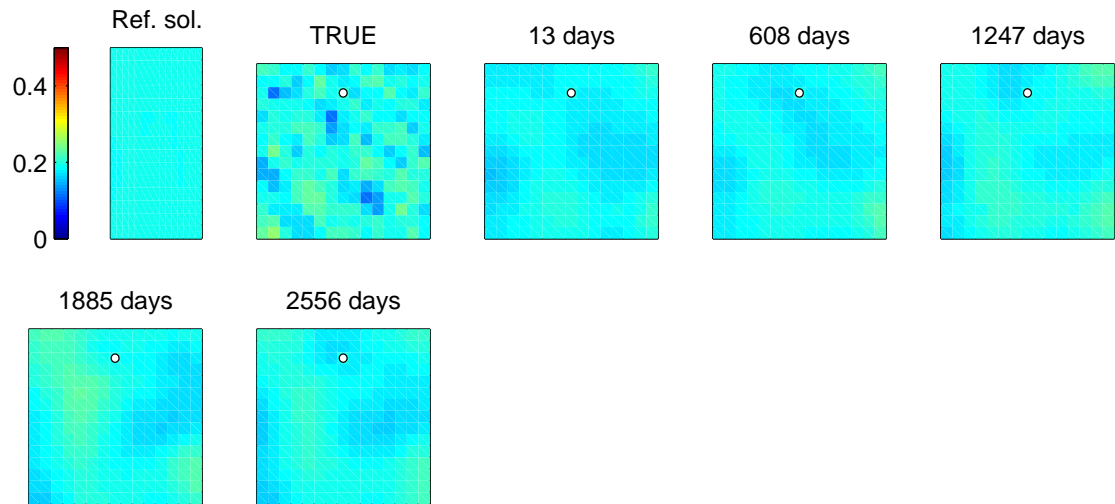 Ref. sol.
TRUE
13 days
608 days
1247 days
0.4
0.2
0
1885 days
2556 days